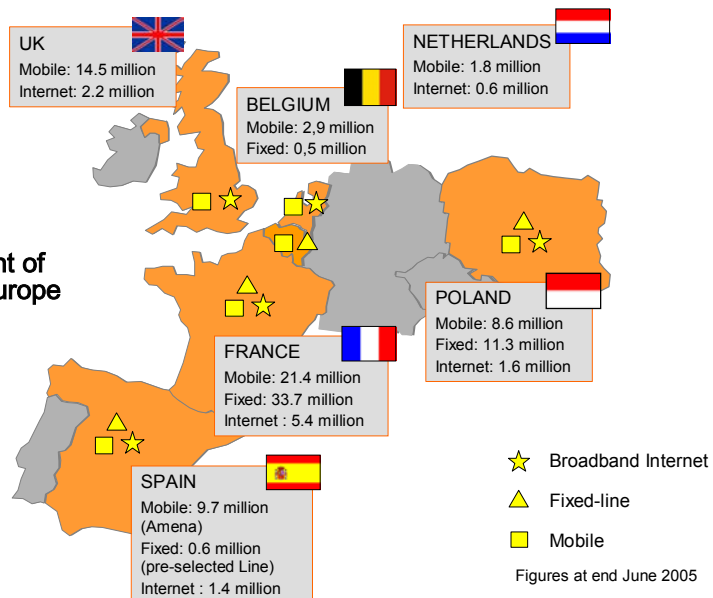 UK
Mobile: 14.5 million
Internet: 2.2 million
NETHERLANDS
Mobile: 1.8 million
Internet: 0.6 million
BELGIUM
Mobile: 2,9 million
Fixed: 0,5 million
nt of
urope
POLAND
Mobile: 8.6 million
Fixed: 11.3 million
Internet: 1.6 million
FRANCE
Mobile: 21.4 million
Fixed: 33.7 million
Internet : 5.4 million
SPAIN
Mobile: 9.7 million
(Amena)
Fixed: 0.6 million
(pre-selected Line)
Internet : 1.4 million
Broadband Internet
Fixed-line
Mobile
Figures at end June 2005